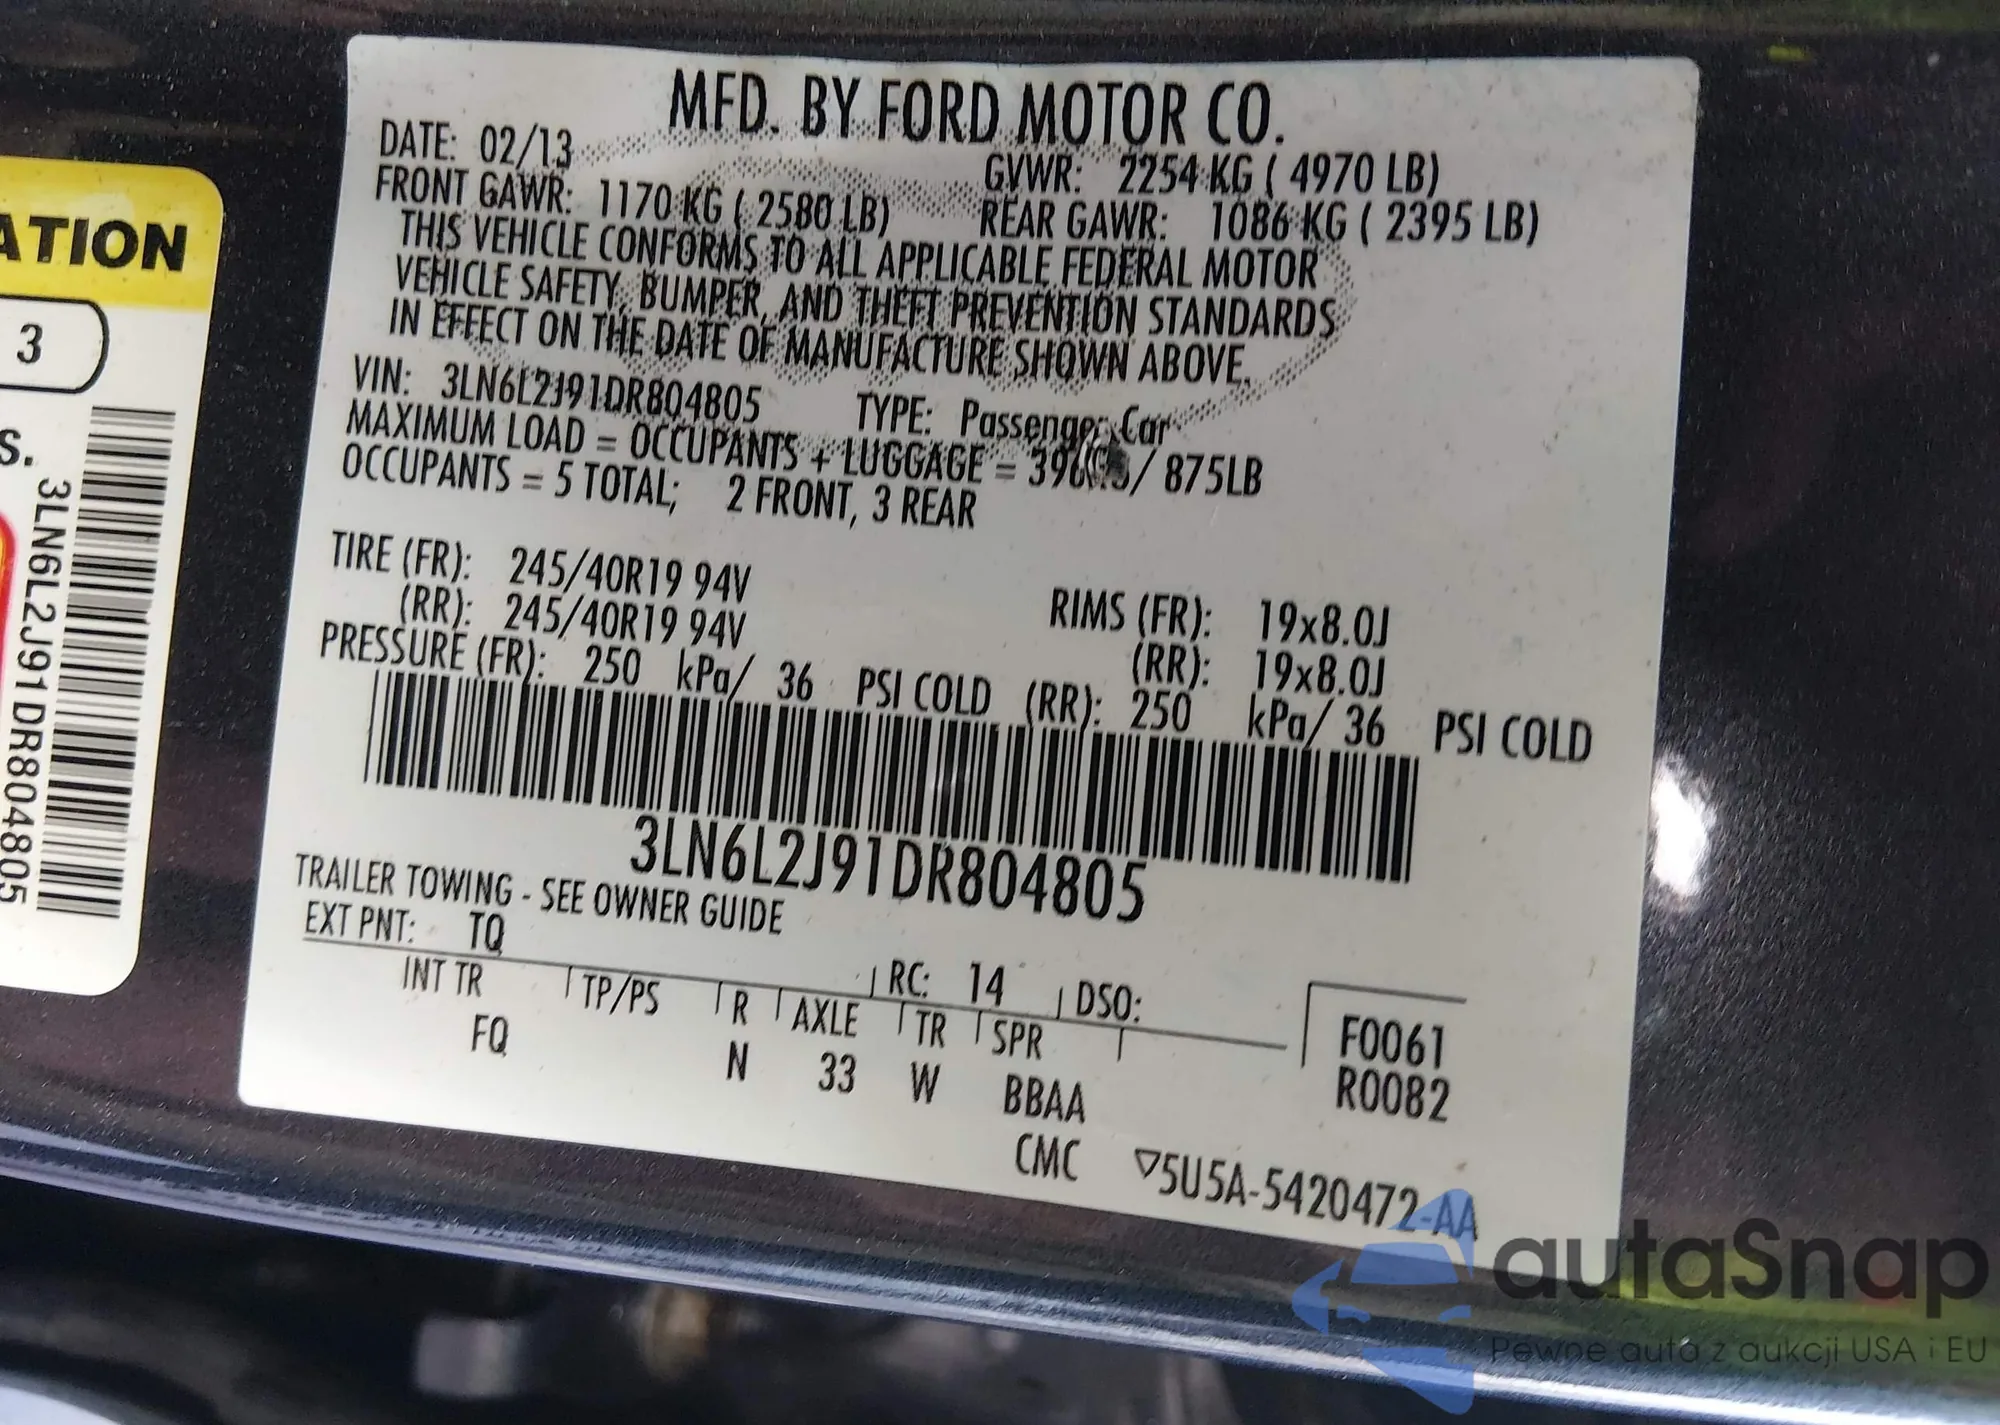 MFD. BY FORD MOTOR CO.
DATE: 02/13 GVWR: 2254 KG ( 4970 LB)
FRONT GAWR: 1170 KG ( 2580 LB) REAR GAWR: 1086 KG ( 2395 LB)
THIS VEHICLE CONFORMS TO ALL APPLICABLE FEDERAL MOTOR
VEHICLE SAFETY, BUMPER, AND THEFT PREVENTION STANDARDS
IN EFFECT ON THE DATE OF MANUFACTURE SHOWN ABOVE.
VIN: 3LN6L2J91DR804805 TYPE: Passenger Car
MAXIMUM LOAD = OCCUPANTS + LUGGAGE = / 875LB
OCCUPANTS = 5 TOTAL; 2 FRONT, 3 REAR
TIRE (FR): 245/40R19 94V RIMS (FR): 19x8.0J
(RR): 245/40R19 94V (RR): 19x8.0J
PRESSURE (FR): 250 kPa/ 36 PSI COLD (RR): 250 kPa/ 36 PSI COLD
3LN6L2J91DR804805
TRAILER TOWING - SEE OWNER GUIDE
EXT PNT: TQ RC: 14 DSO:
INT TR TP/PS R AXLE TR SPR F0061
FQ N 33 W BBAA R0082
CMC ▽5U5A-5420472-AA
ATION
3
S.
3LN6L2J91DR804805
autaSnap
Pewne auta z aukcji USA i EU